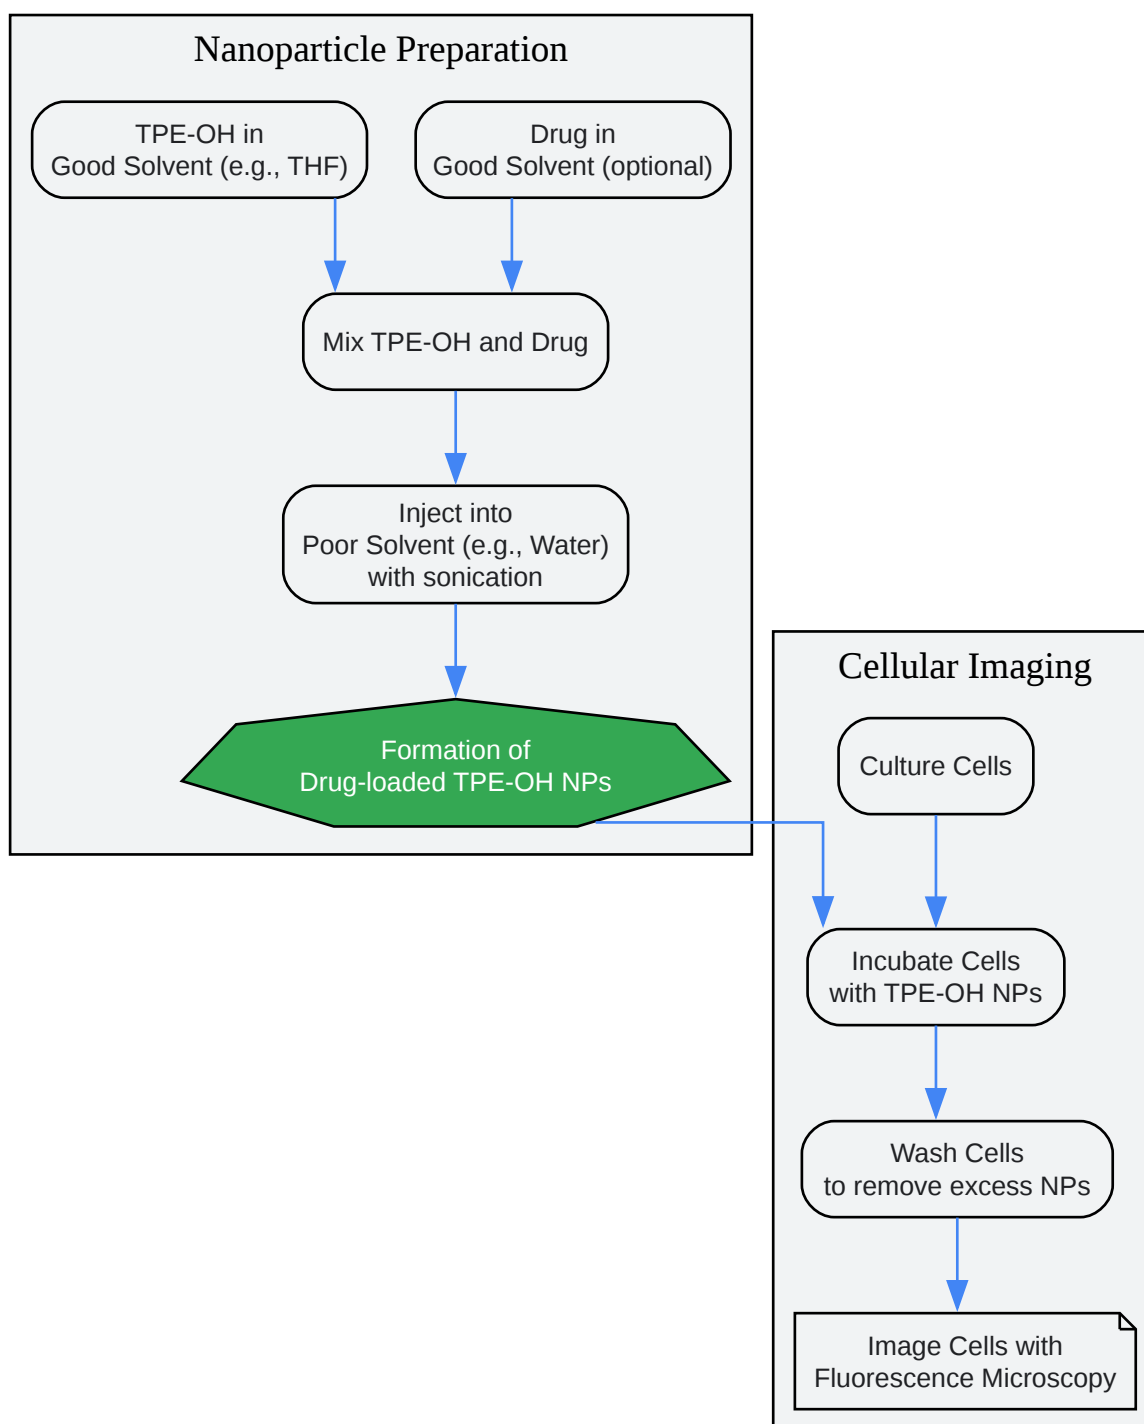 Nanoparticle Preparation
TPE-OH in
Good Solvent (e.g., THF)
Drug in
Good Solvent (optional)
Mix TPE-OH and Drug
Inject into
Poor Solvent (e.g., Water)
with sonication
Formation of
Drug-loaded TPE-OH NPs
Cellular Imaging
Culture Cells
Incubate Cells
with TPE-OH NPs
Wash Cells
to remove excess NPs
Image Cells with
Fluorescence Microscopy